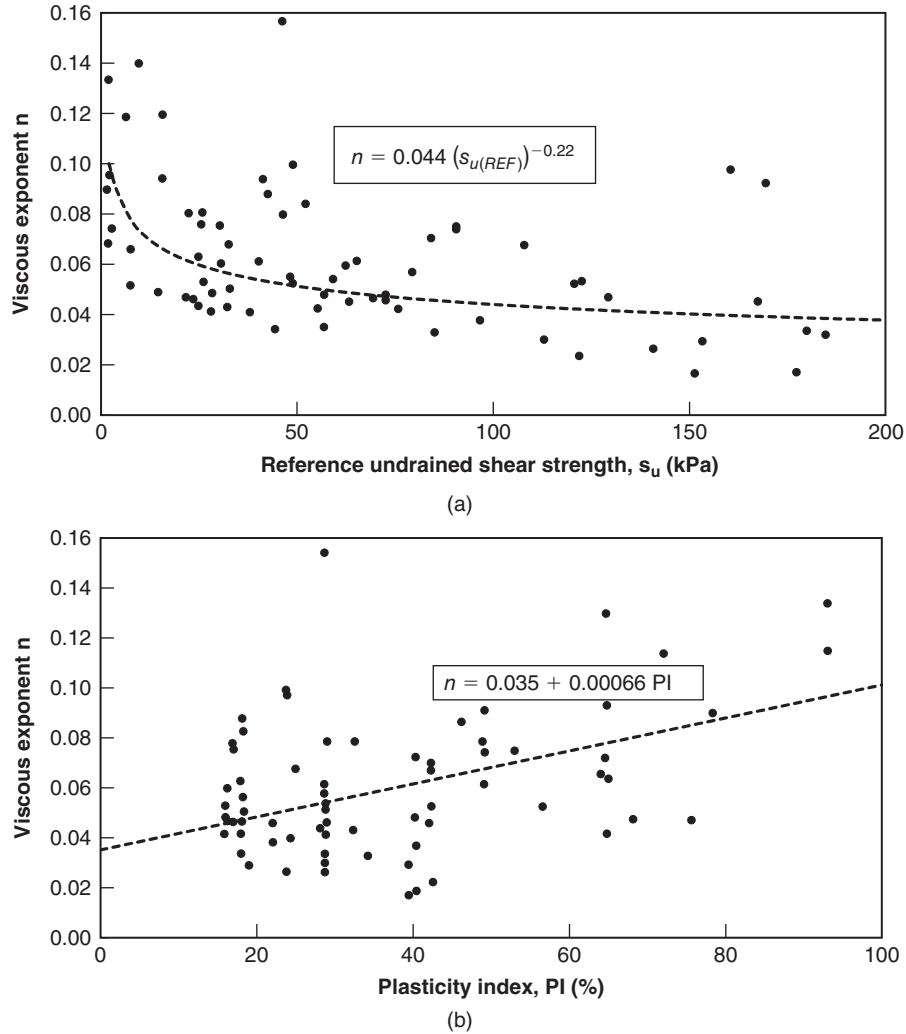 0.16
0.14
0.12
0.10
0.08
0.06
0.04
0.02
0.00
Viscous exponent n
n = 0.044 (su(REF))−0.22
0 50 100 150 200
Reference undrained shear strength, su (kPa)
(a)
0.16
0.14
0.12
0.10
0.08
0.06
0.04
0.02
0.00
Viscous exponent n
n = 0.035 + 0.00066 PI
0 20 40 60 80 100
Plasticity index, PI (%)
(b)